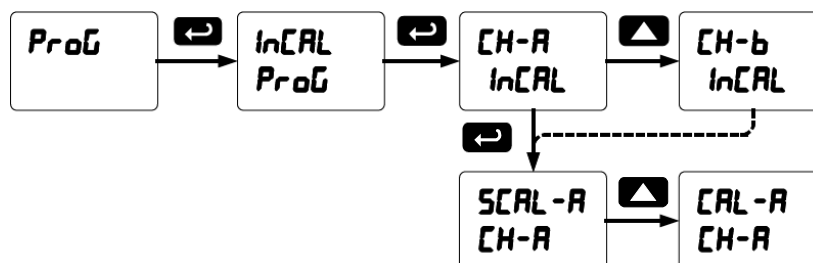 ProG
InCAL
ProG
CH-A
InCAL
CH-b
InCAL
SCAL-A
CH-A
CAL-A
CH-A